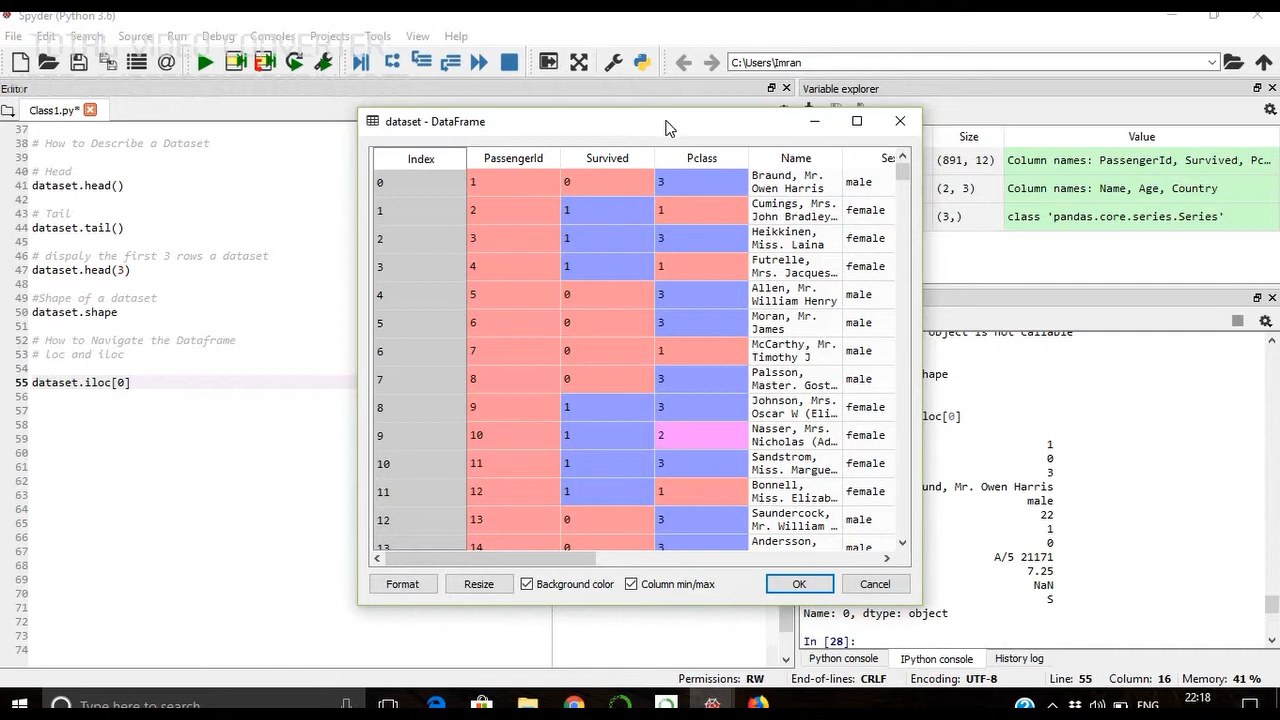 Spyder (Python 3.6)
TOTAL VIDEO CONVERTER
File Edit Search Source Run Debug Consoles Projects Tools View Help
C:\Users\Imran
Editor
Variable explorer
Class1.py*
37
38 # How to Describe a Dataset
39
40 # Head
41 dataset.head()
42
43 # Tail
44 dataset.tail()
45
46 # dispaly the first 3 rows a dataset
47 dataset.head(3)
48
49 #Shape of a dataset
50 dataset.shape
51
52 # How to Navigate the Dataframe
53
54 # loc and iloc
55 dataset.iloc[0]
56
57
58
59
60
61
62
63
64
65
66
67
68
69
70
71
72
73
74
dataset - DataFrame
Index PassengerId Survived Pclass Name Se
0 1 0 3 Braund, Mr. Owen Harris male
1 2 1 1 Cumings, Mrs. John Bradley… female
2 3 1 3 Heikkinen, Miss. Laina female
3 4 1 1 Futrelle, Mrs. Jacques… female
4 5 0 3 Allen, Mr. William Henry male
5 6 0 3 Moran, Mr. James male
6 7 0 1 McCarthy, Mr. Timothy J male
7 8 0 3 Palsson, Master. Gost… male
8 9 1 3 Johnson, Mrs. Oscar W (Eli… female
9 10 1 2 Nasser, Mrs. Nicholas (Ad… female
10 11 1 3 Sandstrom, Miss. Margue… female
11 12 1 1 Bonnell, Miss. Elizab… female
12 13 0 3 Saundercock, Mr. William … male
13 14 0 3 Andersson, male
Format Resize Background color Column min/max OK Cancel
Size Value
(891, 12) Column names: PassengerId, Survived, Pc…
(2, 3) Column names: Name, Age, Country
(3,) class 'pandas.core.series.Series'
object is not callable
hape
loc[0]
1
0
3
und, Mr. Owen Harris
male
22
1
0
A/5 21171
7.25
NaN
S
Name: 0, dtype: object
In [28]:
Python console IPython console History log
Permissions: RW End-of-lines: CRLF Encoding: UTF-8 Line: 55 Column: 16 Memory: 41 %
Type here to search
ENG
22:18